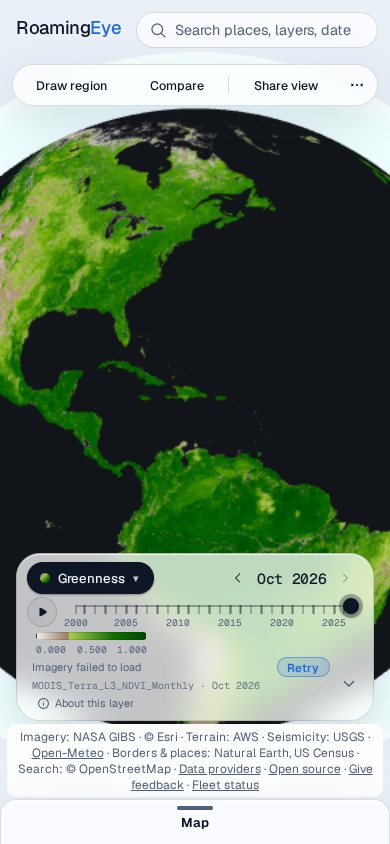 RoamingEye
Search places, layers, date
Draw region Compare Share view ···
Greenness ▾ ‹ Oct 2026 ›
2000 2005 2010 2015 2020 2025
0.000 0.500 1.000
Imagery failed to load Retry
MODIS_Terra_L3_NDVI_Monthly · Oct 2026
About this layer
Imagery: NASA GIBS · © Esri · Terrain: AWS · Seismicity: USGS ·
Open-Meteo · Borders & places: Natural Earth, US Census ·
Search: © OpenStreetMap · Data providers · Open source · Give
feedback · Fleet status
Map